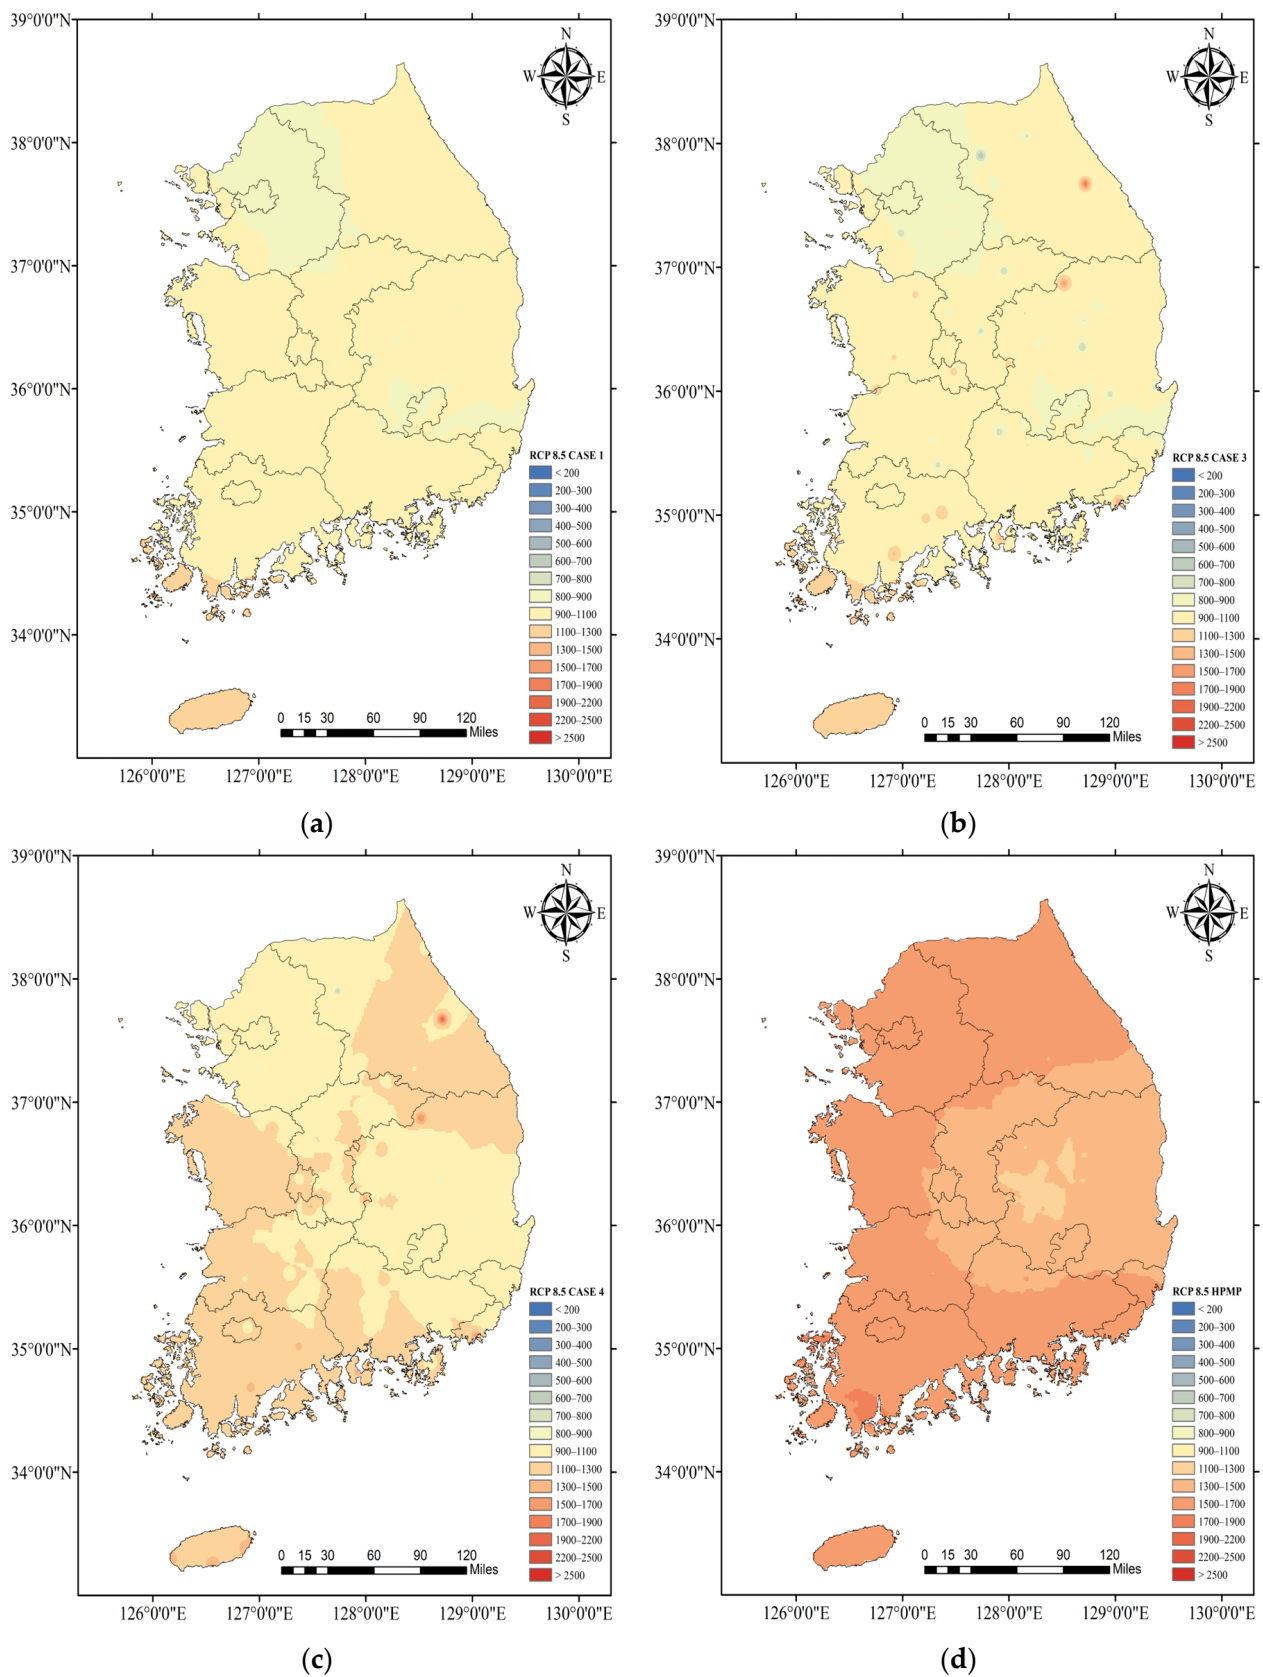 39°0'0"N
38°0'0"N
37°0'0"N
36°0'0"N
35°0'0"N
34°0'0"N
N
W E
S
RCP 8.5 CASE 1
< 200
200–300
300–400
400–500
500–600
600–700
700–800
800–900
900–1100
1100–1300
1300–1500
1500–1700
1700–1900
1900–2200
2200–2500
> 2500
0 15 30 60 90 120
Miles
126°0'0"E 127°0'0"E 128°0'0"E 129°0'0"E 130°0'0"E
(a)
39°0'0"N
38°0'0"N
37°0'0"N
36°0'0"N
35°0'0"N
34°0'0"N
N
W E
S
RCP 8.5 CASE 3
< 200
200–300
300–400
400–500
500–600
600–700
700–800
800–900
900–1100
1100–1300
1300–1500
1500–1700
1700–1900
1900–2200
2200–2500
> 2500
0 15 30 60 90 120
Miles
126°0'0"E 127°0'0"E 128°0'0"E 129°0'0"E 130°0'0"E
(b)
39°0'0"N
38°0'0"N
37°0'0"N
36°0'0"N
35°0'0"N
34°0'0"N
N
W E
S
RCP 8.5 CASE 4
< 200
200–300
300–400
400–500
500–600
600–700
700–800
800–900
900–1100
1100–1300
1300–1500
1500–1700
1700–1900
1900–2200
2200–2500
> 2500
0 15 30 60 90 120
Miles
126°0'0"E 127°0'0"E 128°0'0"E 129°0'0"E 130°0'0"E
(c)
39°0'0"N
38°0'0"N
37°0'0"N
36°0'0"N
35°0'0"N
34°0'0"N
N
W E
S
RCP 8.5 HPMP
< 200
200–300
300–400
400–500
500–600
600–700
700–800
800–900
900–1100
1100–1300
1300–1500
1500–1700
1700–1900
1900–2200
2200–2500
> 2500
0 15 30 60 90 120
Miles
126°0'0"E 127°0'0"E 128°0'0"E 129°0'0"E 130°0'0"E
(d)